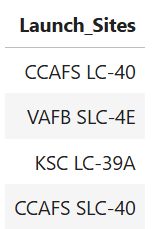 Launch_Sites
CCAFS LC-40
VAFB SLC-4E
KSC LC-39A
CCAFS SLC-40